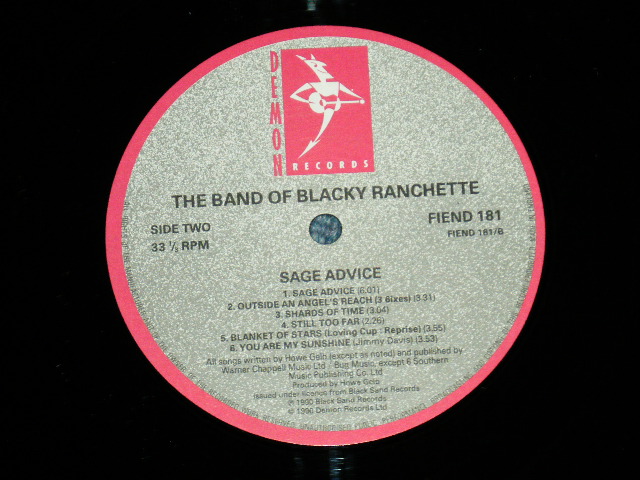 DEMON
RECORDS
THE BAND OF BLACKY RANCHETTE
SIDE TWO
33 ⅓ RPM
FIEND 181
FIEND 181/B
SAGE ADVICE
1. SAGE ADVICE (6.01)
2. OUTSIDE AN ANGEL'S REACH (3 6ixes) (3.31)
3. SHARDS OF TIME (3.04)
4. STILL TOO FAR (2.26)
5. BLANKET OF STARS (Loving Cup : Reprise) (3.55)
6. YOU ARE MY SUNSHINE (Jimmy Davis) (3.53)
All songs written by Howe Gelb (except as noted) and published by
Warner Chappell Music Ltd - Bug Music, except 6 Southern
Music Publishing Co. Ltd
Produced by Howe Gelb
issued under licence from Black Sand Records
℗ 1990 Black Sand Records
© 1990 Demon Records Ltd